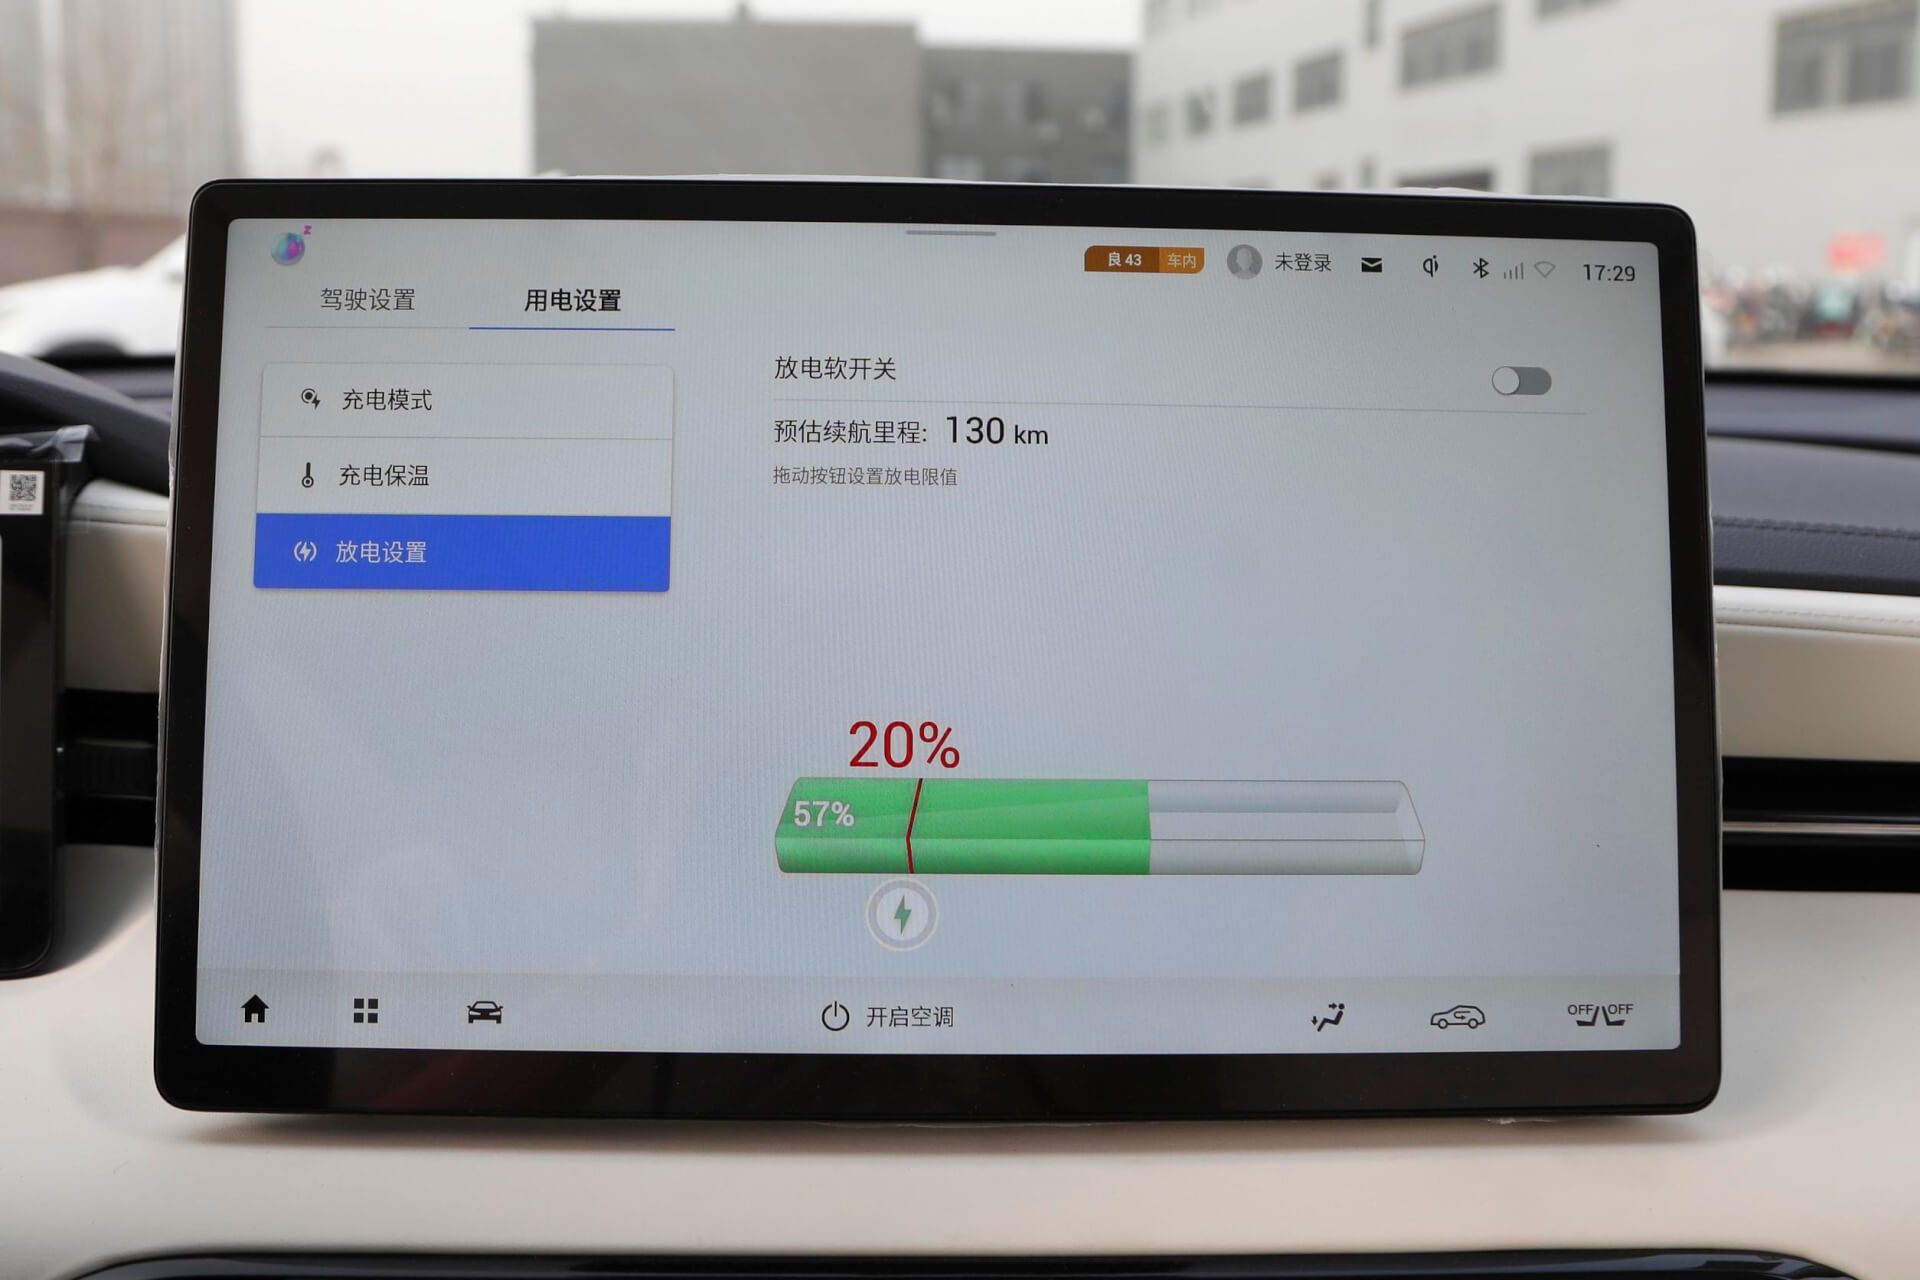 z
良 43 车内
未登录
17:29
驾驶设置
用电设置
充电模式
充电保温
放电设置
放电软开关
预估续航里程: 130 km
拖动按钮设置放电限值
20%
57%
开启空调
OFF OFF